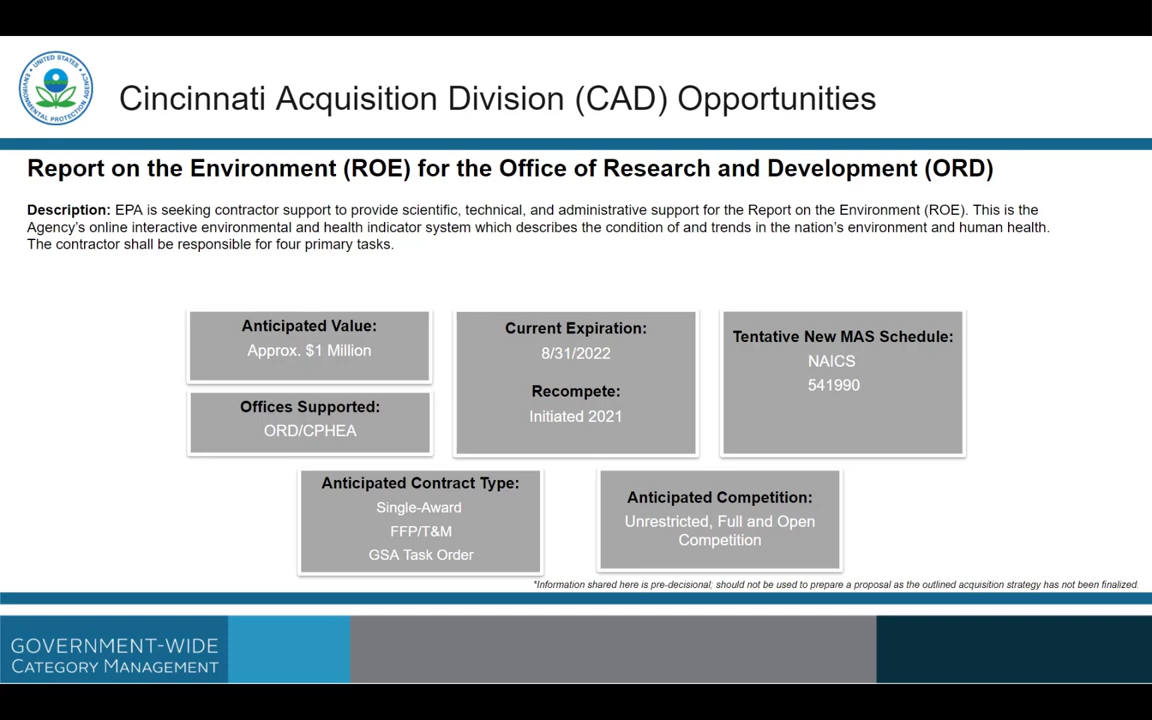 UNITED STATES
ENVIRONMENTAL PROTECTION AGENCY
Cincinnati Acquisition Division (CAD) Opportunities
Report on the Environment (ROE) for the Office of Research and Development (ORD)
Description: EPA is seeking contractor support to provide scientific, technical, and administrative support for the Report on the Environment (ROE). This is the
Agency's online interactive environmental and health indicator system which describes the condition of and trends in the nation's environment and human health.
The contractor shall be responsible for four primary tasks.
Anticipated Value:
Approx. $1 Million
Offices Supported:
ORD/CPHEA
Current Expiration:
8/31/2022
Recompete:
Initiated 2021
Tentative New MAS Schedule:
NAICS
541990
Anticipated Contract Type:
Single-Award
FFP/T&M
GSA Task Order
Anticipated Competition:
Unrestricted, Full and Open
Competition
*Information shared here is pre-decisional; should not be used to prepare a proposal as the outlined acquisition strategy has not been finalized.
GOVERNMENT-WIDE
CATEGORY MANAGEMENT